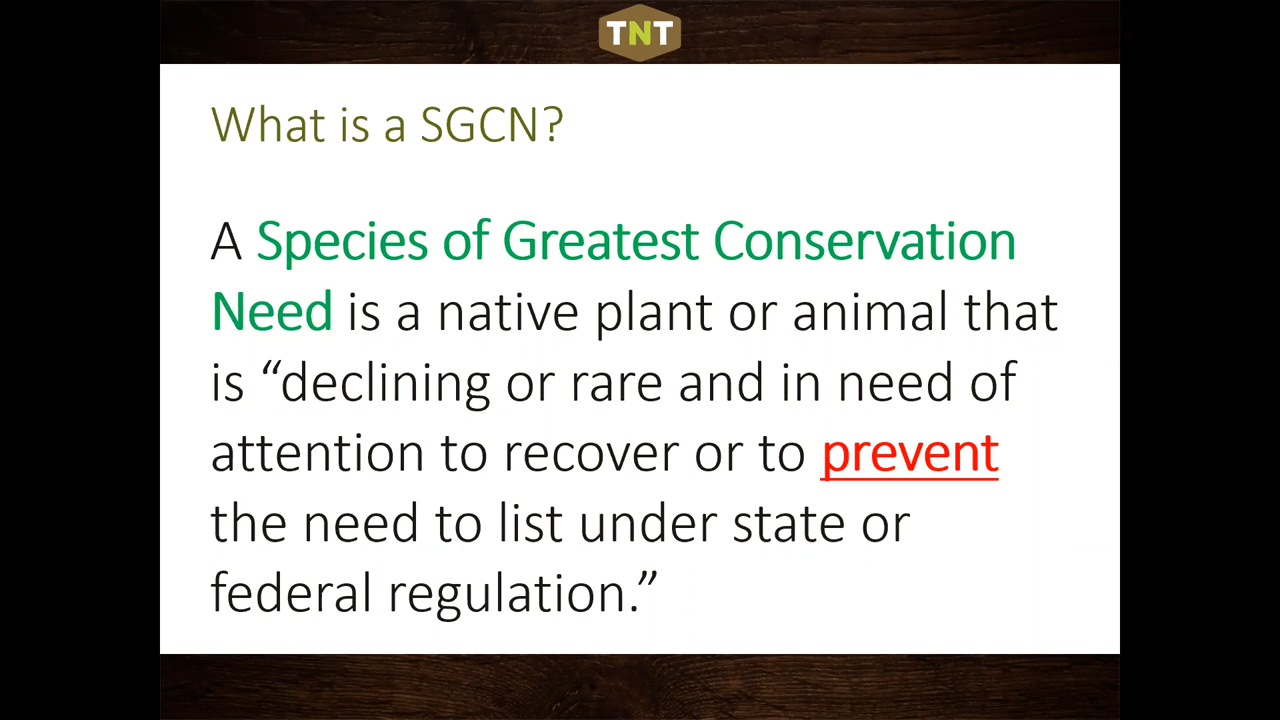 TNT
What is a SGCN?
A Species of Greatest Conservation
Need is a native plant or animal that
is “declining or rare and in need of
attention to recover or to prevent
the need to list under state or
federal regulation.”